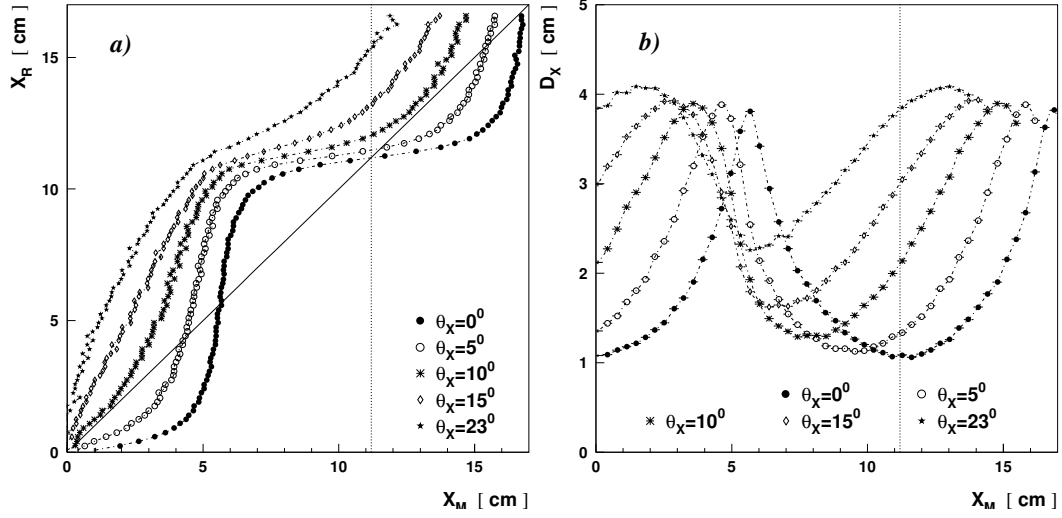 a)
X_R [ cm]
15
10
5
0
θ_X=0⁰
θ_X=5⁰
θ_X=10⁰
θ_X=15⁰
θ_X=23⁰
0 5 10 15
X_M [ cm]
b)
D_X [ cm]
5
4
3
2
1
0
θ_X=0⁰ θ_X=5⁰
θ_X=10⁰ θ_X=15⁰ θ_X=23⁰
0 5 10 15
X_M [ cm]